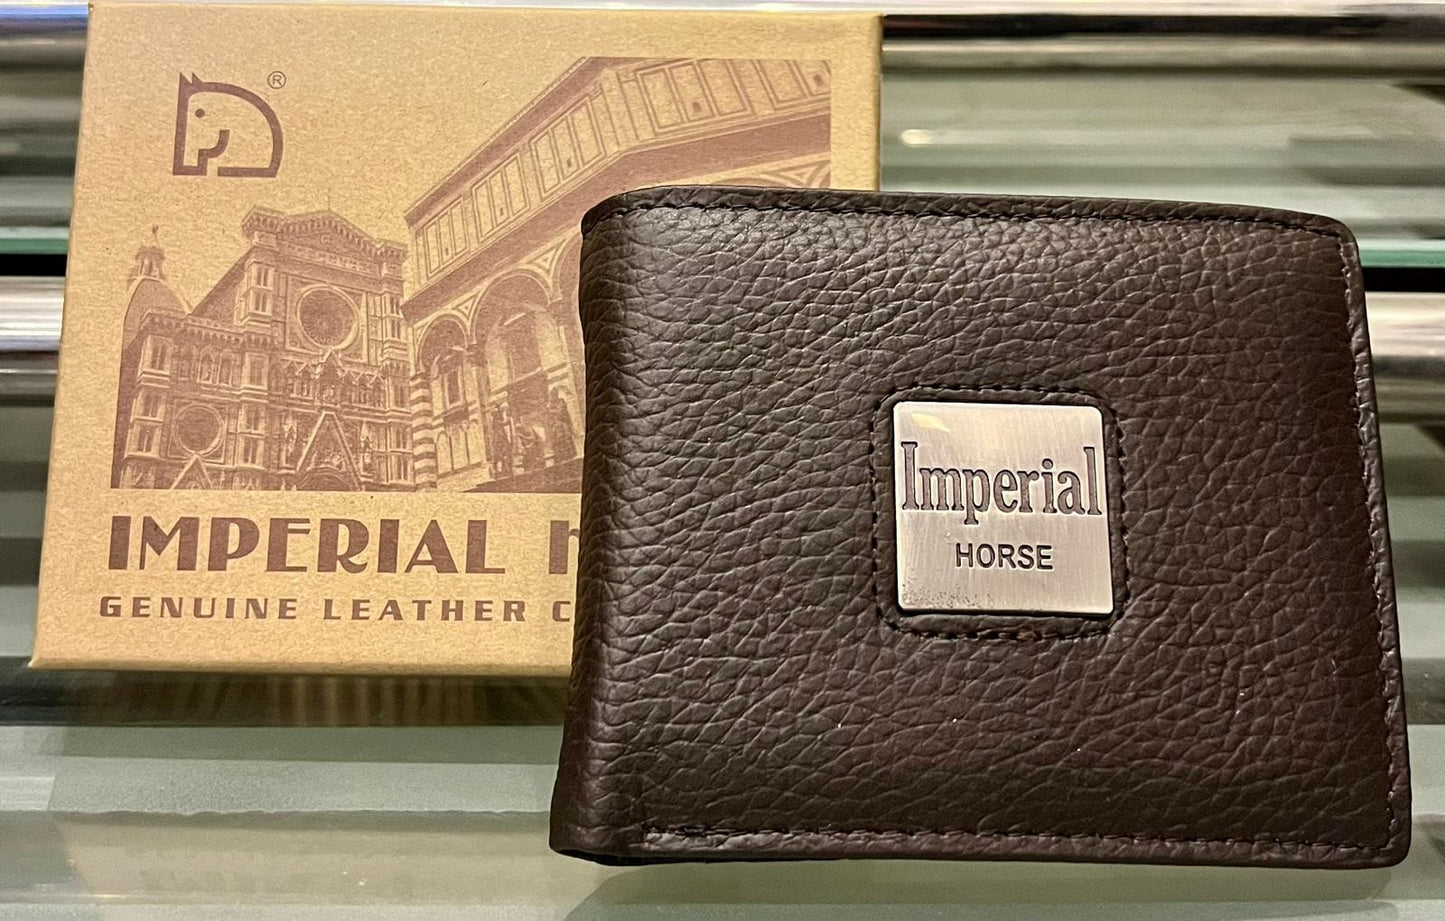 ®
IMPERIAL
GENUINE LEATHER
Imperial
HORSE